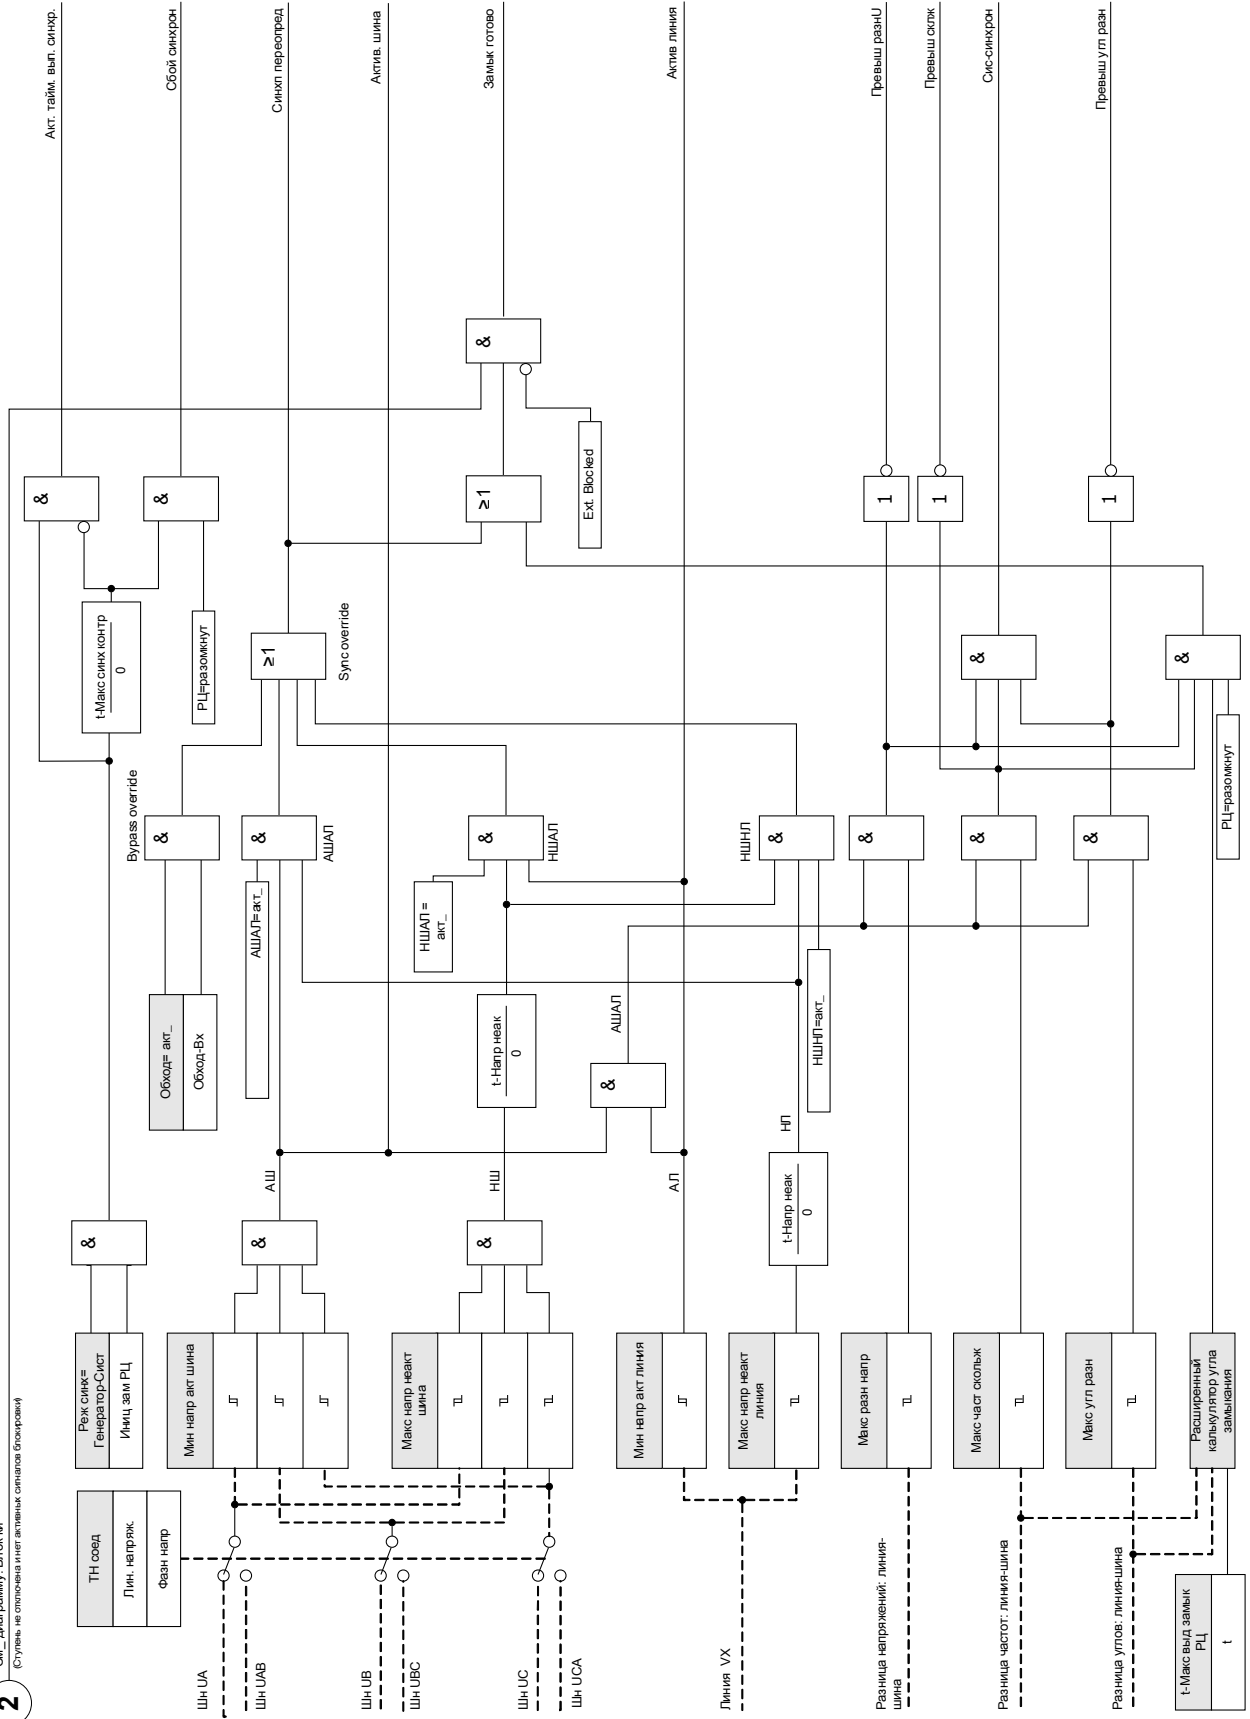 2
(Ступень не отключена и нет активных сигналов блокировки)
ТН соед
Лин. напряж.
Фазн напр
Шн UA
Шн UAB
Шн UB
Шн UBC
Шн UC
Шн UCA
Линия VX
Разница напряжений: линия-
шина
Разница частот: линия-шина
Разница углов: линия-шина
t-Макс выд замык
РЦ
t
Реж синх=
Генератор-Сист
Иниц зам РЦ
Мин напр акт шина
Макс напр неакт
шина
Мин напр акт линия
Макс напр неакт
линия
Макс разн напр
Макс част скольж
Макс угл разн
Расширенный
калькулятор угла
замыкания
&
&
&
АШ
НШ
АЛ
t-Напр неак
0
НЛ
Обход= акт_
Обход-Вх
АШАЛ=акт_
t-Напр неак
0
&
АШАЛ
НШАЛ =
акт_
НШНЛ=акт_
Bypass override
&
&
АШАЛ
&
НШАЛ
НШНЛ
&
&
&
&
РЦ=разомкнут
t-Макс синх контр
0
РЦ=разомкнут
≥1
Sync override
&
&
&
&
≥1
Ext. Blocked
1
1
1
&
Акт. тайм. вып. синхр.
Сбой синхрон
Синхп переопред
Актив. шина
Замык готово
Актив линия
Превыш разнU
Превыш склж
Сис-синхрон
Превыш угл разн